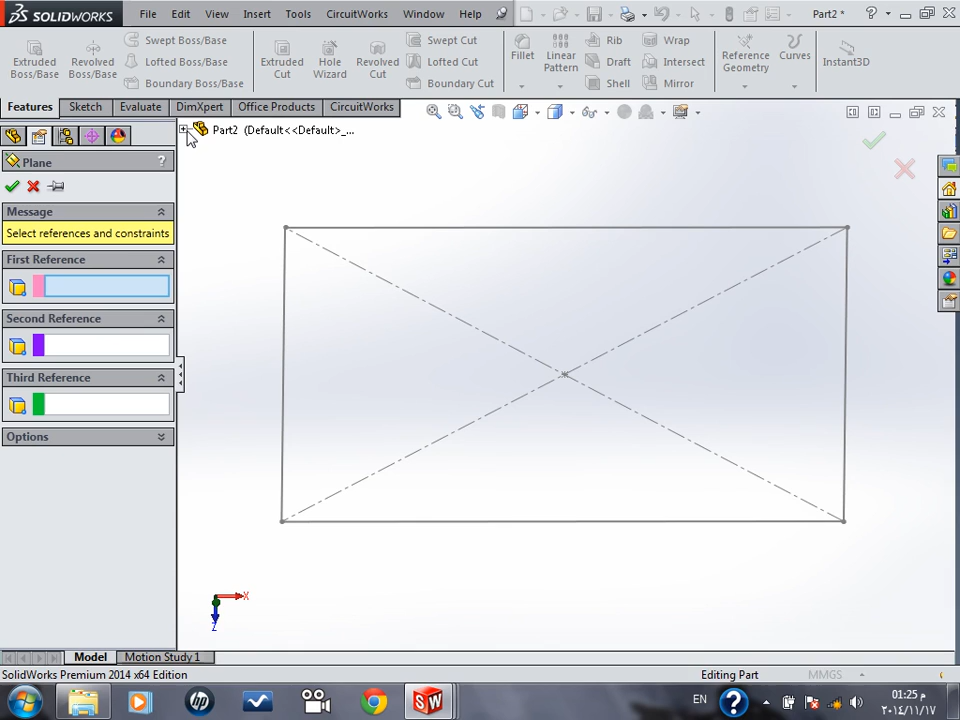 SOLIDWORKS File Edit View Insert Tools CircuitWorks Window Help Part2 *
Extruded Boss/Base
Revolved Boss/Base
Swept Boss/Base
Lofted Boss/Base
Boundary Boss/Base
Extruded Cut
Hole Wizard
Revolved Cut
Swept Cut
Lofted Cut
Boundary Cut
Fillet
Linear Pattern
Rib
Draft
Shell
Wrap
Intersect
Mirror
Reference Geometry
Curves
Instant3D
Features Sketch Evaluate DimXpert Office Products CircuitWorks
Part2 (Default<<Default>_...
Plane ?
Message
Select references and constraints
First Reference
Second Reference
Third Reference
Options
X
Z
Model Motion Study 1
SolidWorks Premium 2014 x64 Edition Editing Part MMGS
hp
SW
EN
?
01:25 م
٢٠١٤/١١/١٧